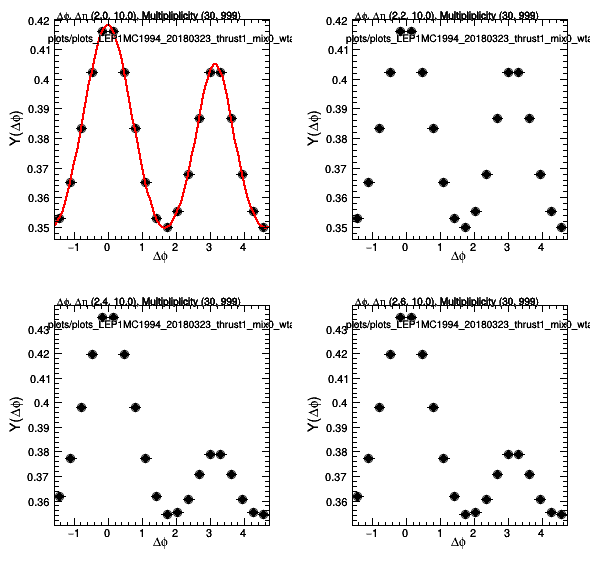 Δϕ, Δη (2.0, 10.0), Multipliplicity (30, 999)
plots/plots_LEP1MC1994_20180323_thrust1_mix0_wta
Y(Δϕ)
0.42
0.41
0.4
0.39
0.38
0.37
0.36
0.35
−1 0 1 2 3 4
Δϕ
Δϕ, Δη (2.2, 10.0), Multipliplicity (30, 999)
plots/plots_LEP1MC1994_20180323_thrust1_mix0_wta
Y(Δϕ)
0.42
0.41
0.4
0.39
0.38
0.37
0.36
0.35
−1 0 1 2 3 4
Δϕ
Δϕ, Δη (2.4, 10.0), Multipliplicity (30, 999)
plots/plots_LEP1MC1994_20180323_thrust1_mix0_wta
Y(Δϕ)
0.43
0.42
0.41
0.4
0.39
0.38
0.37
0.36
−1 0 1 2 3 4
Δϕ
Δϕ, Δη (2.6, 10.0), Multipliplicity (30, 999)
plots/plots_LEP1MC1994_20180323_thrust1_mix0_wta
Y(Δϕ)
0.43
0.42
0.41
0.4
0.39
0.38
0.37
0.36
−1 0 1 2 3 4
Δϕ